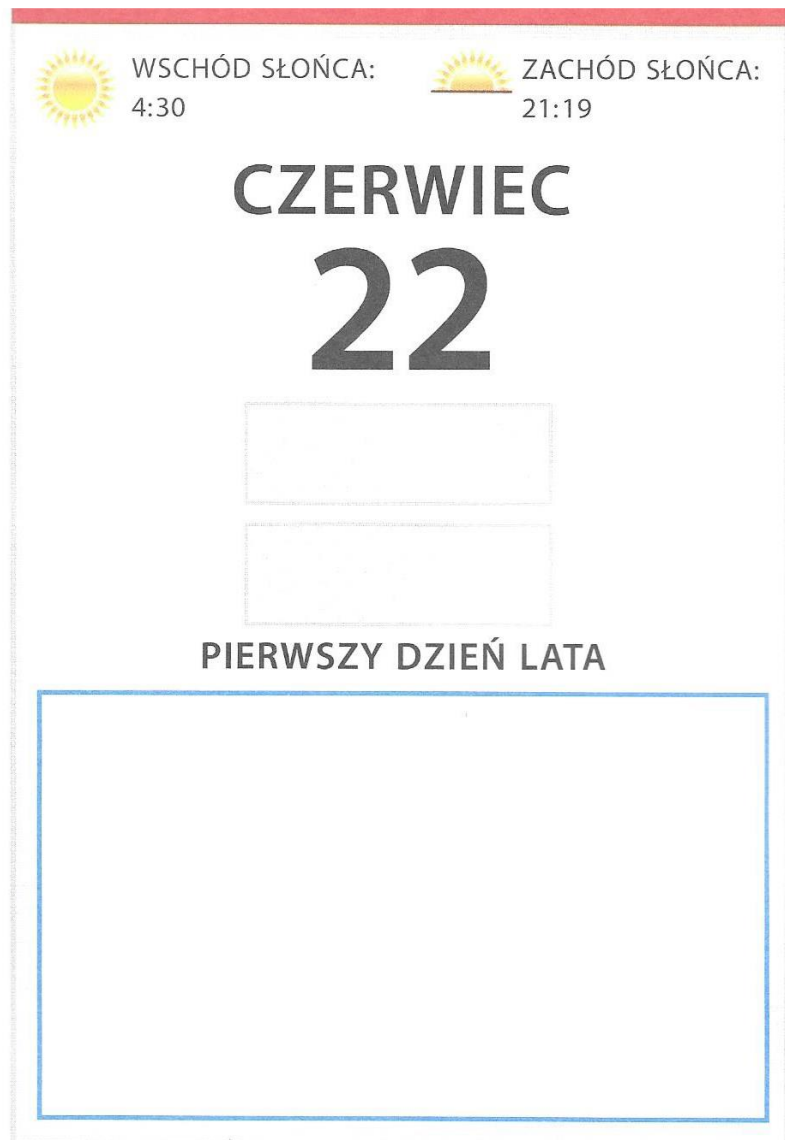 WSCHÓD SŁOŃCA:
4:30
ZACHÓD SŁOŃCA:
21:19
CZERWIEC
22
PIERWSZY DZIEŃ LATA